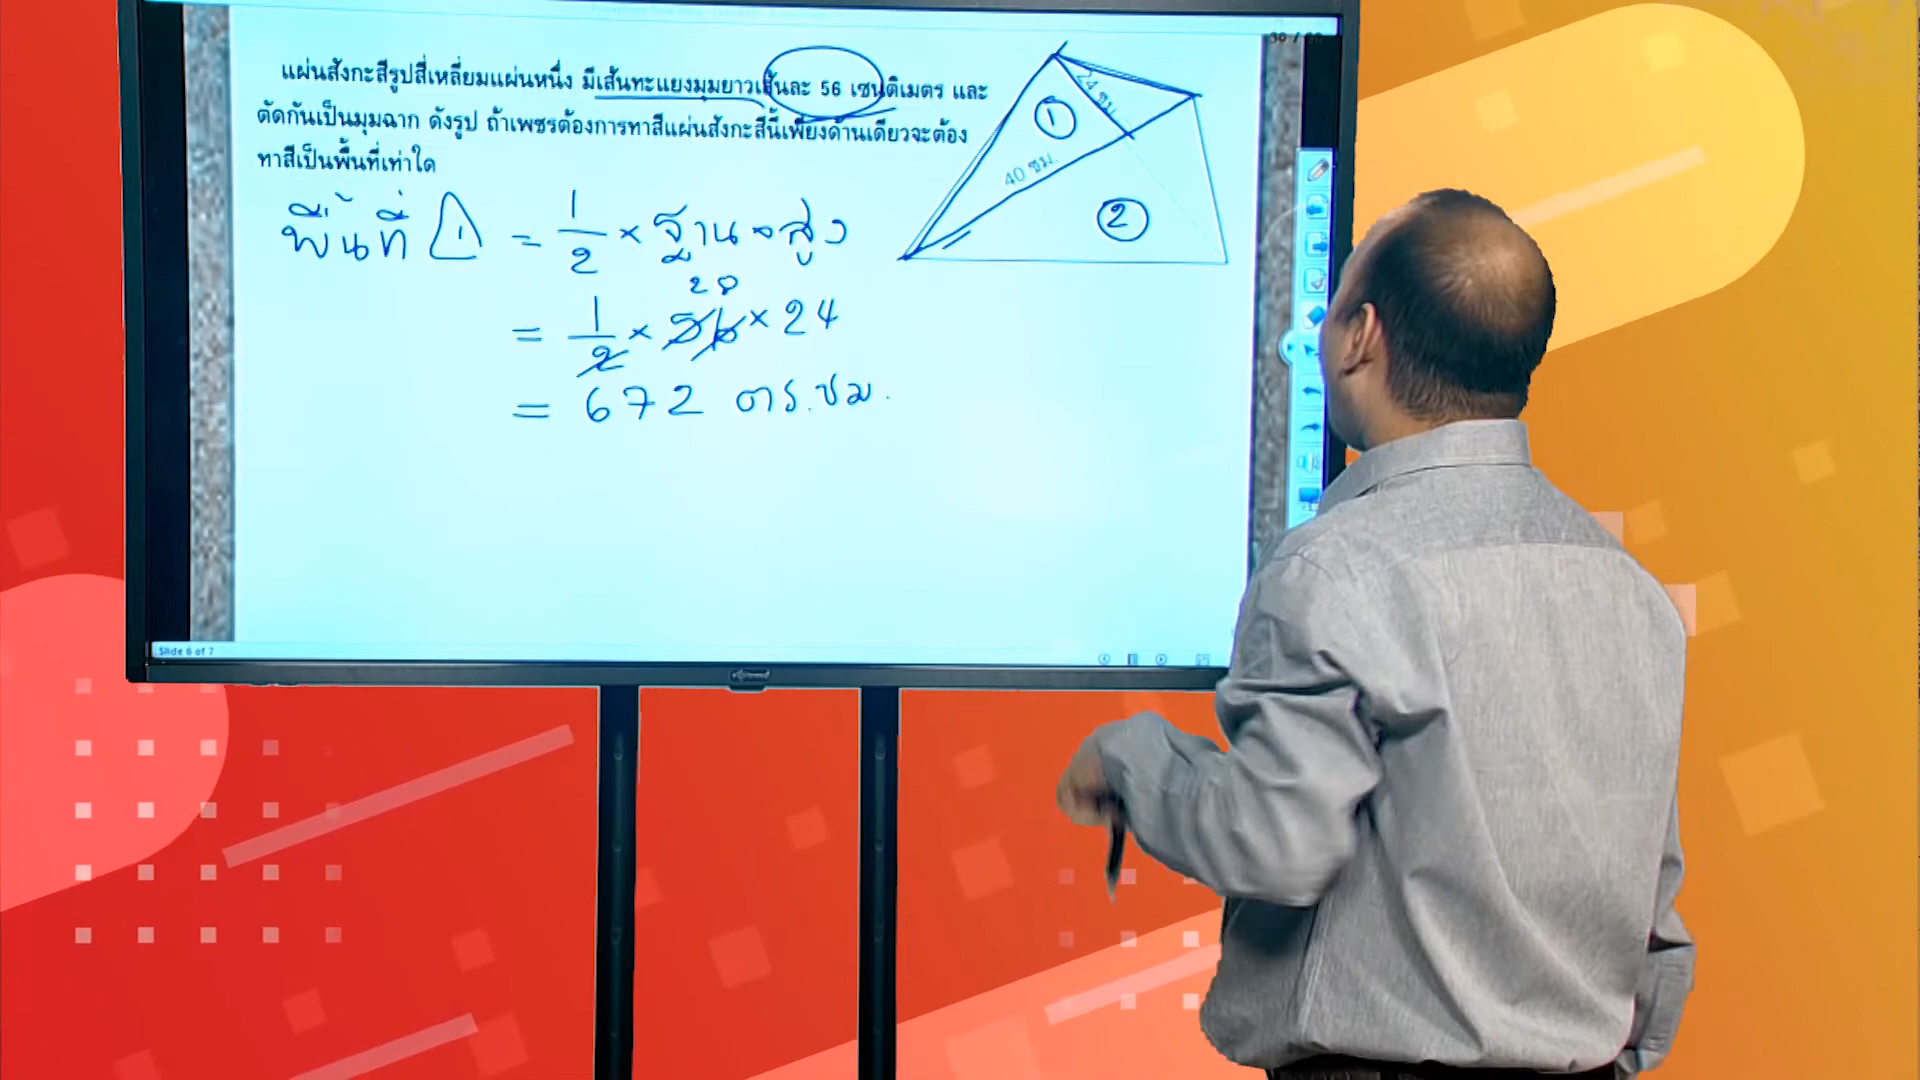 แผ่นสังกะสีรูปสี่เหลี่ยมแผ่นหนึ่ง มีเส้นทะแยงมุมยาวเส้นละ 56 เซนติเมตร และ
ตัดกันเป็นมุมฉาก ดังรูป ถ้าเพชรต้องการทาสีแผ่นสังกะสีนี้เพียงด้านเดียวจะต้อง
ทาสีเป็นพื้นที่เท่าใด
24 ซม.
1
40 ซม.
2
พื้นที่ △1 = 1/2 × ฐาน × สูง
28
= 1/2 × 56 × 24
= 672 ตร.ซม.
Slide 6 of 7